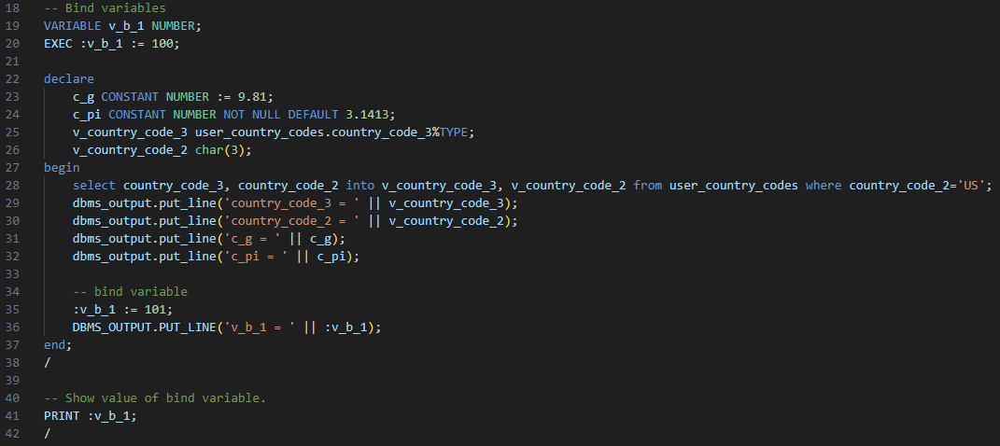 18 -- Bind variables
19 VARIABLE v_b_1 NUMBER;
20 EXEC :v_b_1 := 100;
21
22 declare
23     c_g CONSTANT NUMBER := 9.81;
24     c_pi CONSTANT NUMBER NOT NULL DEFAULT 3.1413;
25     v_country_code_3 user_country_codes.country_code_3%TYPE;
26     v_country_code_2 char(3);
27 begin
28     select country_code_3, country_code_2 into v_country_code_3, v_country_code_2 from user_country_codes where country_code_2='US';
29     dbms_output.put_line('country_code_3 = ' || v_country_code_3);
30     dbms_output.put_line('country_code_2 = ' || v_country_code_2);
31     dbms_output.put_line('c_g = ' || c_g);
32     dbms_output.put_line('c_pi = ' || c_pi);
33
34     -- bind variable
35     :v_b_1 := 101;
36     DBMS_OUTPUT.PUT_LINE('v_b_1 = ' || :v_b_1);
37 end;
38 /
39
40 -- Show value of bind variable.
41 PRINT :v_b_1;
42 /